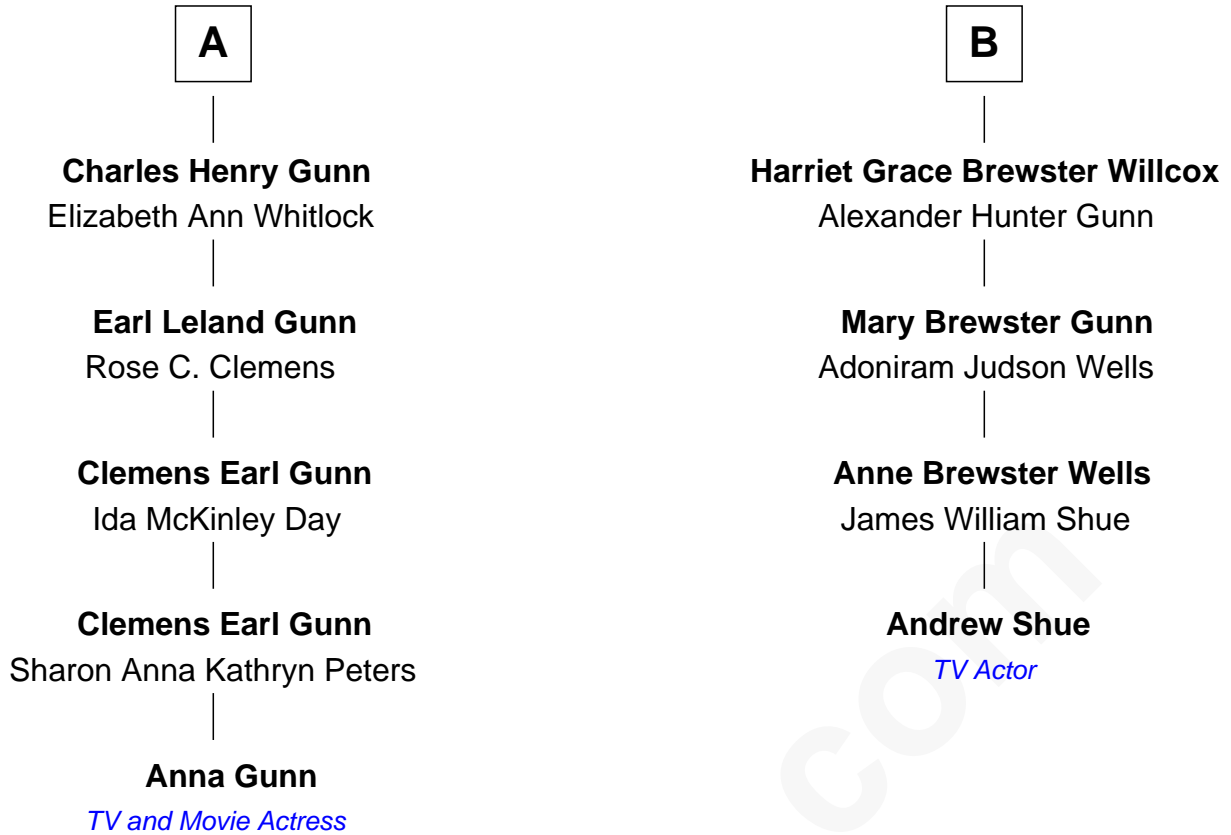 A
Charles Henry Gunn
Elizabeth Ann Whitlock
Earl Leland Gunn
Rose C. Clemens
Clemens Earl Gunn
Ida McKinley Day
Clemens Earl Gunn
Sharon Anna Kathryn Peters
Anna Gunn
TV and Movie Actress
B
Harriet Grace Brewster Willcox
Alexander Hunter Gunn
Mary Brewster Gunn
Adoniram Judson Wells
Anne Brewster Wells
James William Shue
Andrew Shue
TV Actor
com